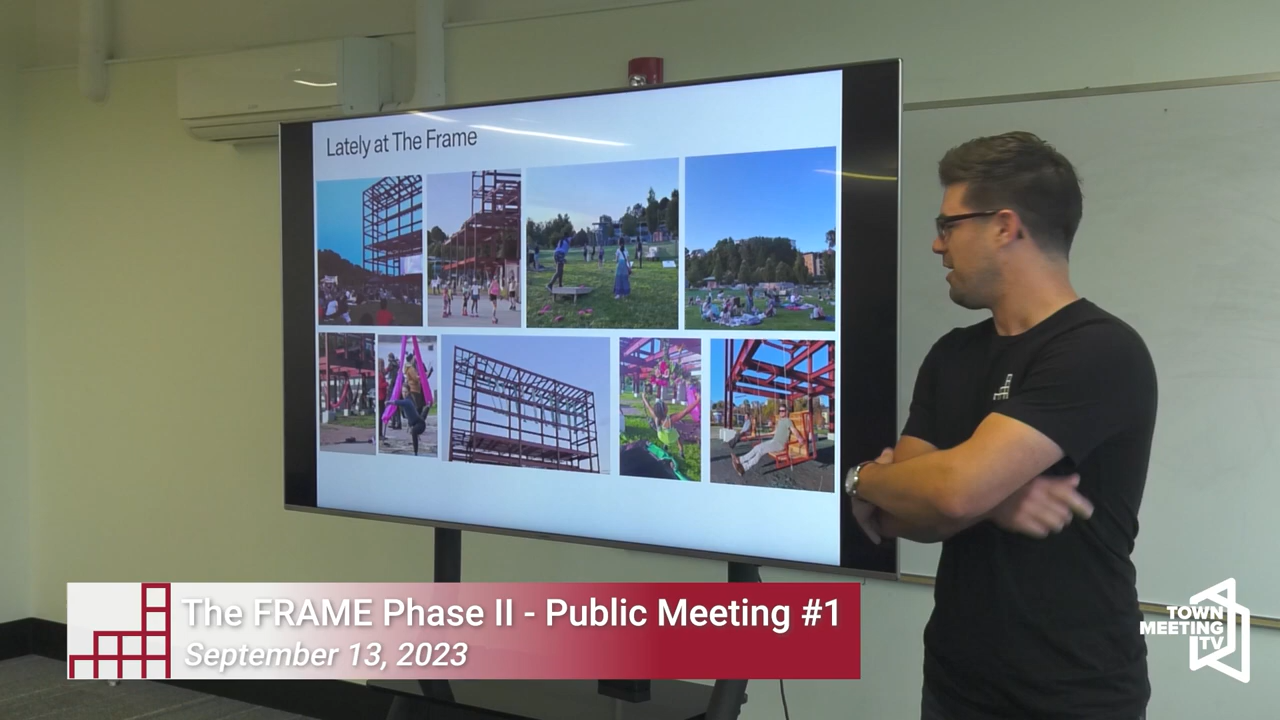 Lately at The Frame
The FRAME Phase II - Public Meeting #1
September 13, 2023
TOWN
MEETING
TV